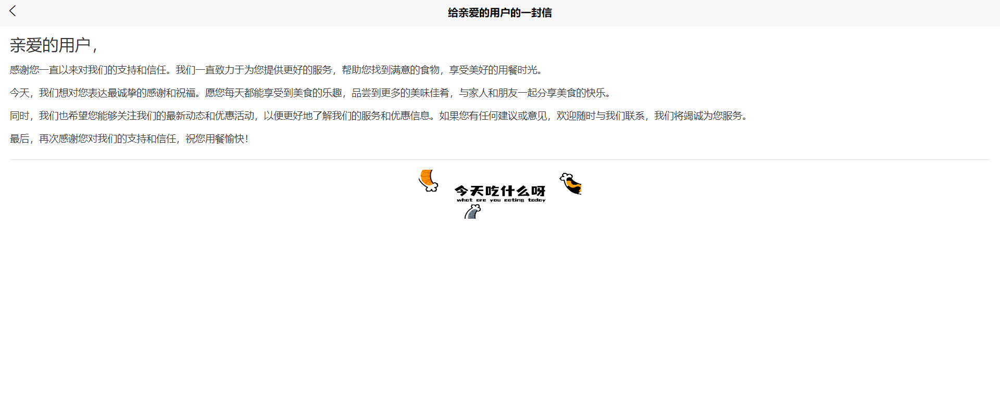 给亲爱的用户的一封信
亲爱的用户，
感谢您一直以来对我们的支持和信任。我们一直致力于为您提供更好的服务，帮助您找到满意的食物，享受美好的用餐时光。
今天，我们想对您表达最诚挚的感谢和祝福。愿您每天都能享受到美食的乐趣，品尝到更多的美味佳肴，与家人和朋友一起分享美食的快乐。
同时，我们也希望您能够关注我们的最新动态和优惠活动，以便更好地了解我们的服务和优惠信息。如果您有任何建议或意见，欢迎随时与我们联系，我们将竭诚为您服务。
最后，再次感谢您对我们的支持和信任，祝您用餐愉快！
今天吃什么呀
what are you eating today